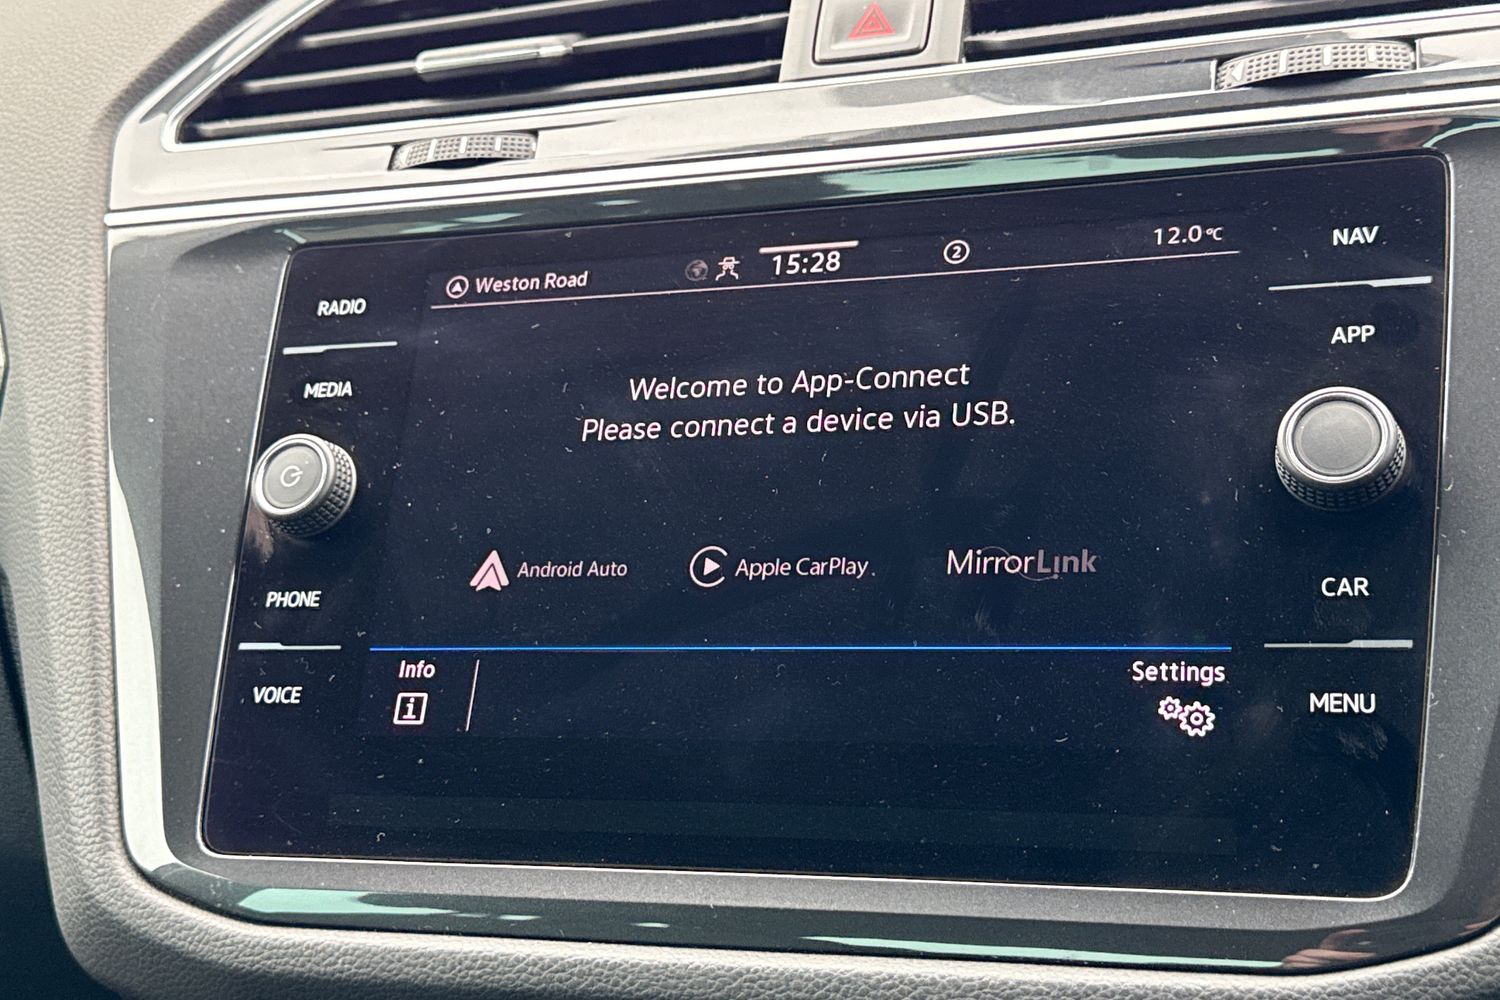 Weston Road
15:28
2
12.0°C
NAV
RADIO
APP
MEDIA
Welcome to App-Connect
Please connect a device via USB.
Android Auto
Apple CarPlay
MirrorLink
PHONE
CAR
VOICE
Info
i
Settings
MENU